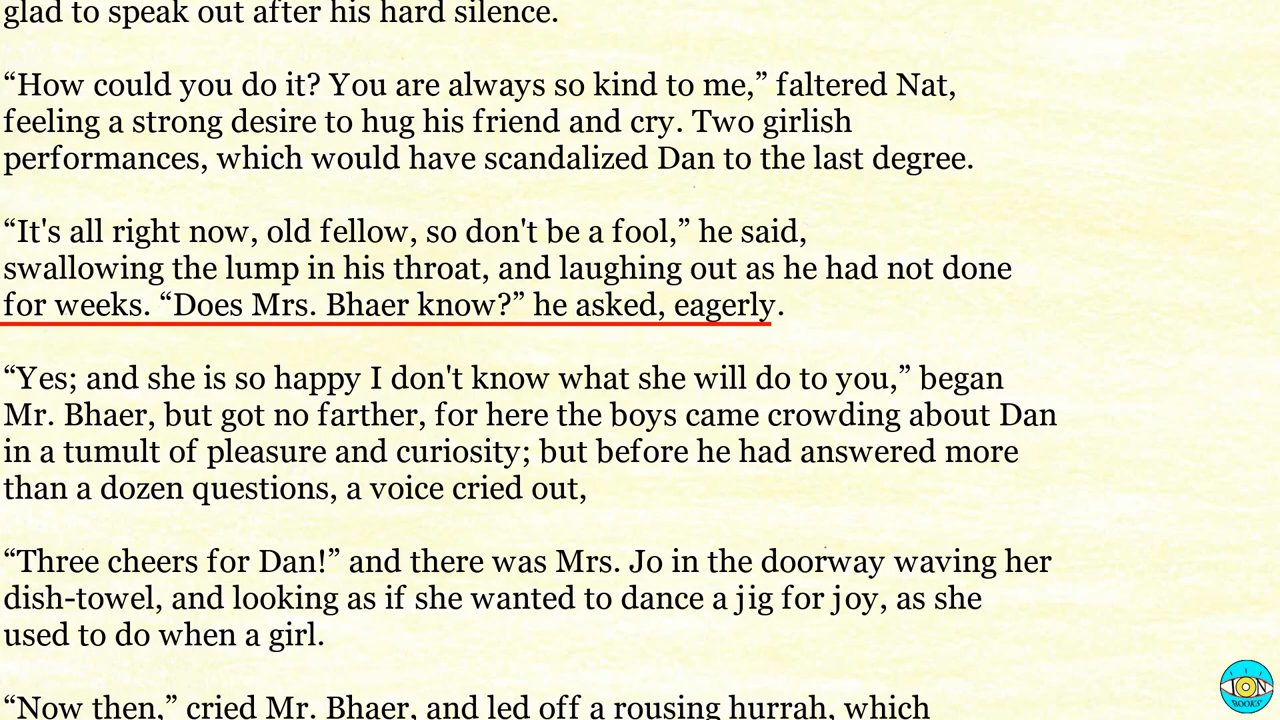 glad to speak out after his hard silence.
“How could you do it? You are always so kind to me,” faltered Nat,
feeling a strong desire to hug his friend and cry. Two girlish
performances, which would have scandalized Dan to the last degree.
“It's all right now, old fellow, so don't be a fool,” he said,
swallowing the lump in his throat, and laughing out as he had not done
for weeks. “Does Mrs. Bhaer know?” he asked, eagerly.
“Yes; and she is so happy I don't know what she will do to you,” began
Mr. Bhaer, but got no farther, for here the boys came crowding about Dan
in a tumult of pleasure and curiosity; but before he had answered more
than a dozen questions, a voice cried out,
“Three cheers for Dan!” and there was Mrs. Jo in the doorway waving her
dish-towel, and looking as if she wanted to dance a jig for joy, as she
used to do when a girl.
“Now then,” cried Mr. Bhaer, and led off a rousing hurrah, which
ION
BOOKS